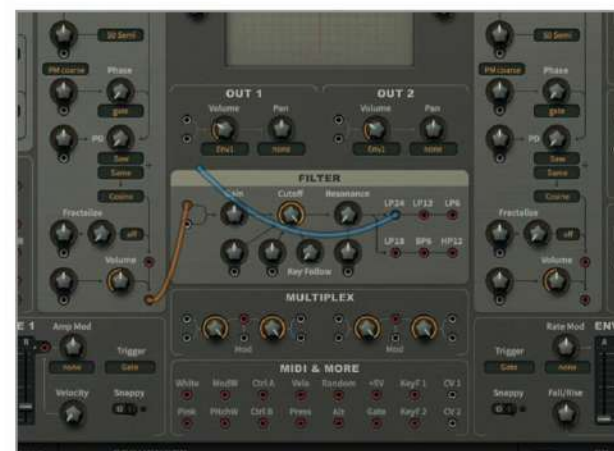 50 Semi
50 Semi
PM coarse
Phase
PM coarse
Phase
OUT 1
OUT 2
Volume
Pan
Volume
Pan
gate
gate
PD
Env1
none
Env1
none
PD
Saw
Saw
Same
Same
FILTER
Coarse
Gain
Cutoff
Resonance
LP24
LP12
LP6
Coarse
Fractalize
Fractalize
off
off
LP18
BP6
HP12
Volume
Key Follow
Volume
MULTIPLEX
E 1
Amp Mod
Rate Mod
ENV
R
Mod
Mod
A
Trigger
Trigger
none
Gate
MIDI & MORE
Gate
none
White
ModW
Ctrl A
Velo
Random
+5V
KeyF 1
CV 1
Velocity
Snappy
Snappy
Fall/Rise
Pink
PitchW
Ctrl B
Press
Alt
Gate
KeyF 2
CV 2